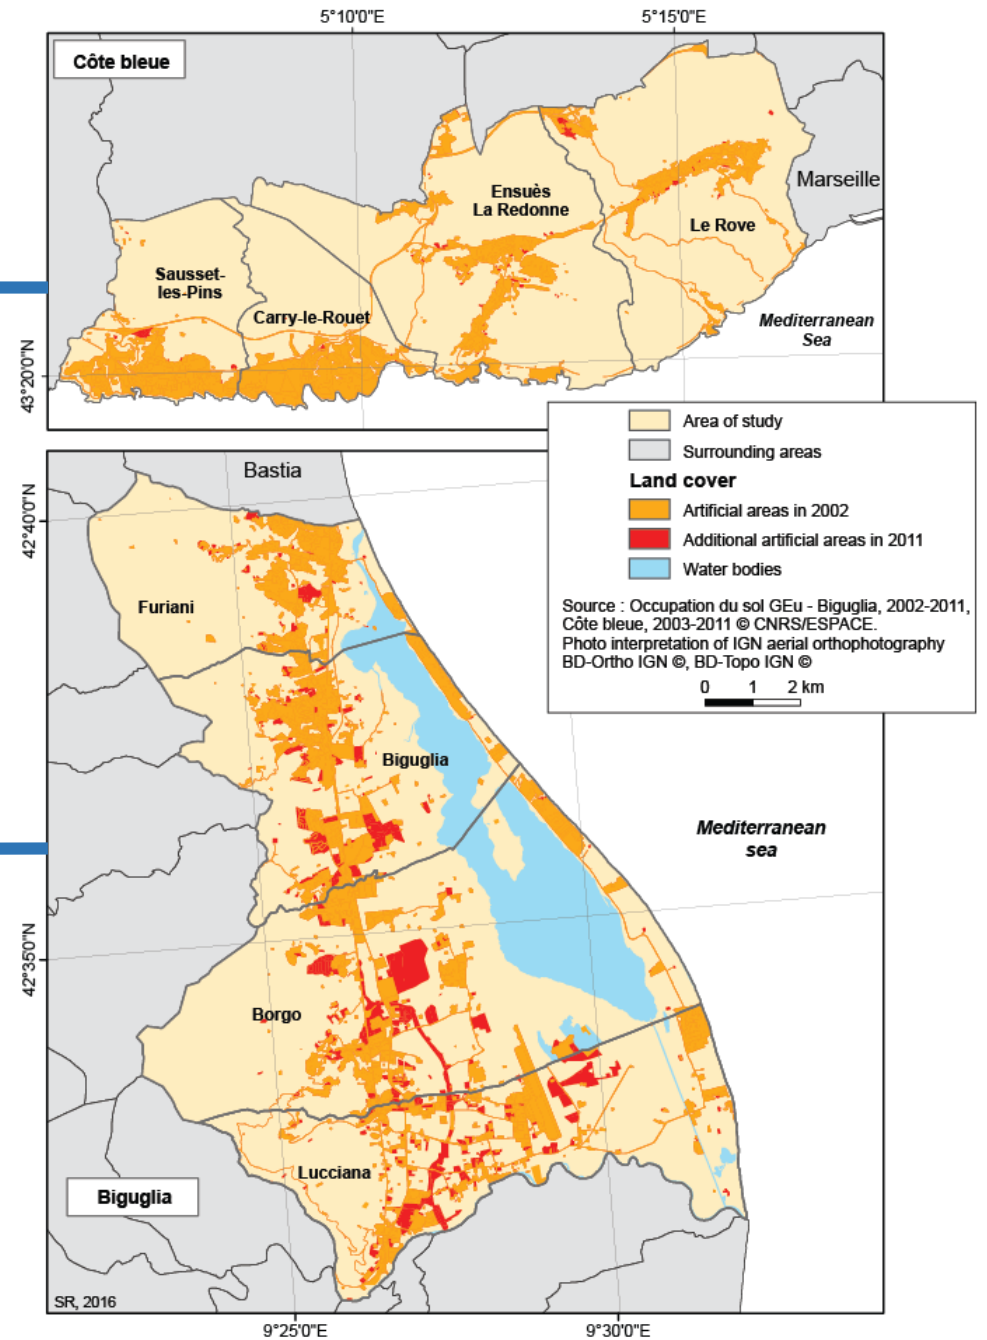 5°10'0"E
5°15'0"E
Côte bleue
Marseille
Ensuès
La Redonne
Le Rove
Sausset-
les-Pins
Carry-le-Rouet
Mediterranean
Sea
43°20'0"N
Area of study
Surrounding areas
Land cover
Artificial areas in 2002
Additional artificial areas in 2011
Water bodies
Source : Occupation du sol GEu - Biguglia, 2002-2011,
Côte bleue, 2003-2011 © CNRS/ESPACE.
Photo interpretation of IGN aerial orthophotography
BD-Ortho IGN ©, BD-Topo IGN ©
0 1 2 km
Bastia
42°40'0"N
Furiani
Biguglia
Mediterranean
sea
42°35'0"N
Borgo
Lucciana
Biguglia
SR, 2016
9°25'0"E
9°30'0"E